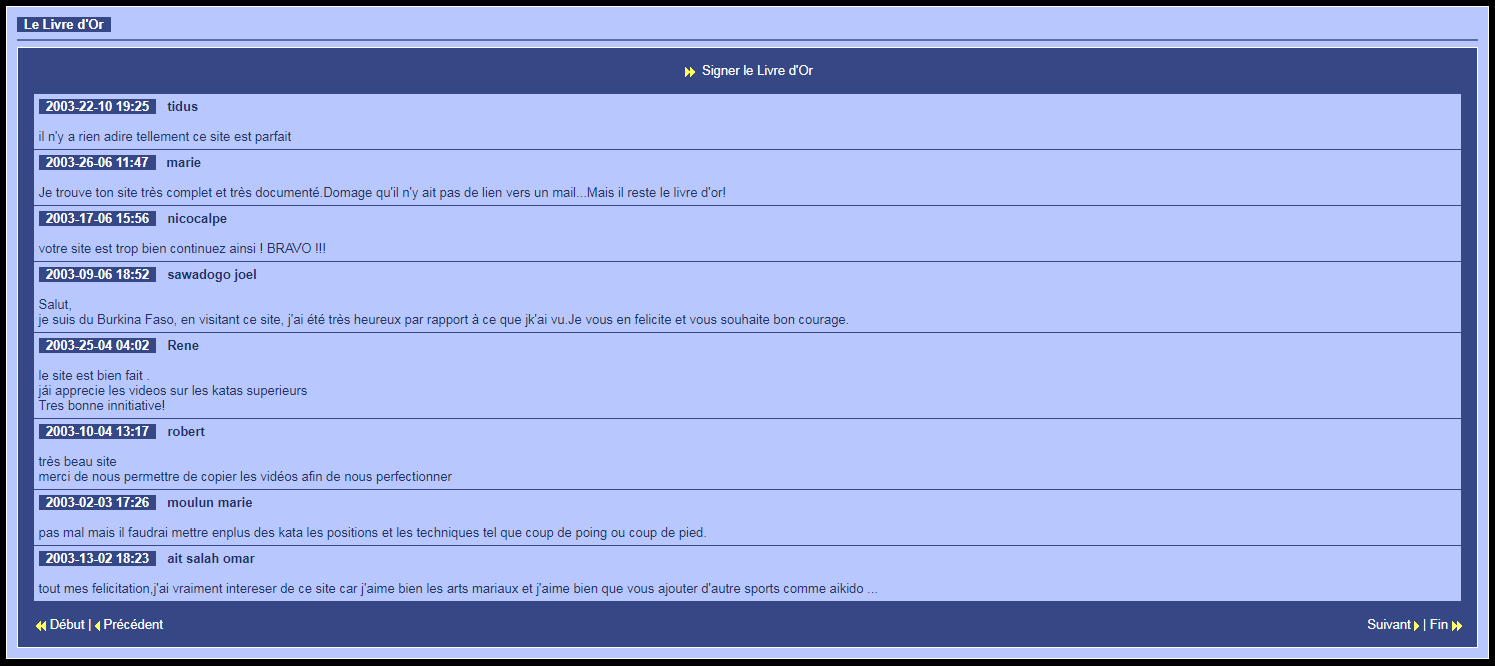 Le Livre d'Or
Signer le Livre d'Or
2003-22-10 19:25 tidus
il n'y a rien adire tellement ce site est parfait
2003-26-06 11:47 marie
Je trouve ton site très complet et très documenté.Domage qu'il n'y ait pas de lien vers un mail...Mais il reste le livre d'or!
2003-17-06 15:56 nicocalpe
votre site est trop bien continuez ainsi ! BRAVO !!!
2003-09-06 18:52 sawadogo joel
Salut,
je suis du Burkina Faso, en visitant ce site, j'ai été très heureux par rapport à ce que jk'ai vu.Je vous en felicite et vous souhaite bon courage.
2003-25-04 04:02 Rene
le site est bien fait .
jái apprecie les videos sur les katas superieurs
Tres bonne innitiative!
2003-10-04 13:17 robert
très beau site
merci de nous permettre de copier les vidéos afin de nous perfectionner
2003-02-03 17:26 moulun marie
pas mal mais il faudrai mettre enplus des kata les positions et les techniques tel que coup de poing ou coup de pied.
2003-13-02 18:23 ait salah omar
tout mes felicitation,j'ai vraiment intereser de ce site car j'aime bien les arts mariaux et j'aime bien que vous ajouter d'autre sports comme aikido ...
Début | Précédent Suivant | Fin